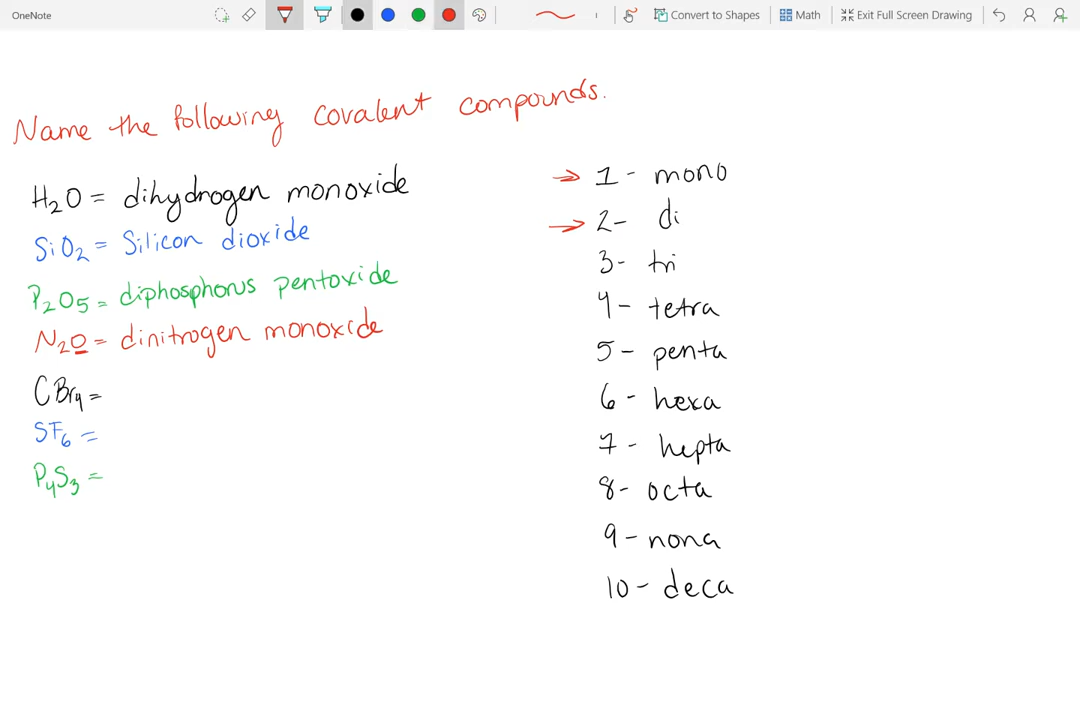 OneNote
Convert to Shapes
Math
Exit Full Screen Drawing
Name the following covalent compounds.
H₂O = dihydrogen monoxide
SiO₂ = Silicon dioxide
P₂O₅ = diphosphorus pentoxide
N₂O = dinitrogen monoxide
CBr₄ =
SF₆ =
P₄S₃ =
→ 1 - mono
→ 2 - di
3 - tri
4 - tetra
5 - penta
6 - hexa
7 - hepta
8 - octa
9 - nona
10 - deca